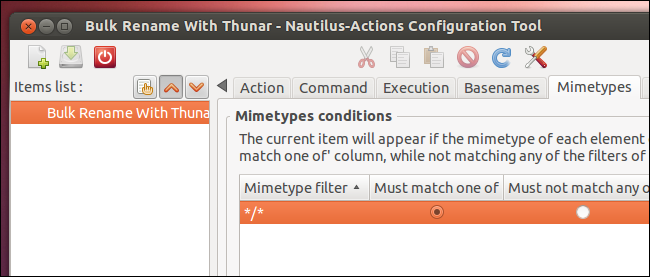 Bulk Rename With Thunar - Nautilus-Actions Configuration Tool
Items list :
Bulk Rename With Thunar
Action Command Execution Basenames Mimetypes
Mimetypes conditions
The current item will appear if the mimetype of each element
match one of' column, while not matching any of the filters of
Mimetype filter Must match one of Must not match any o
*/*